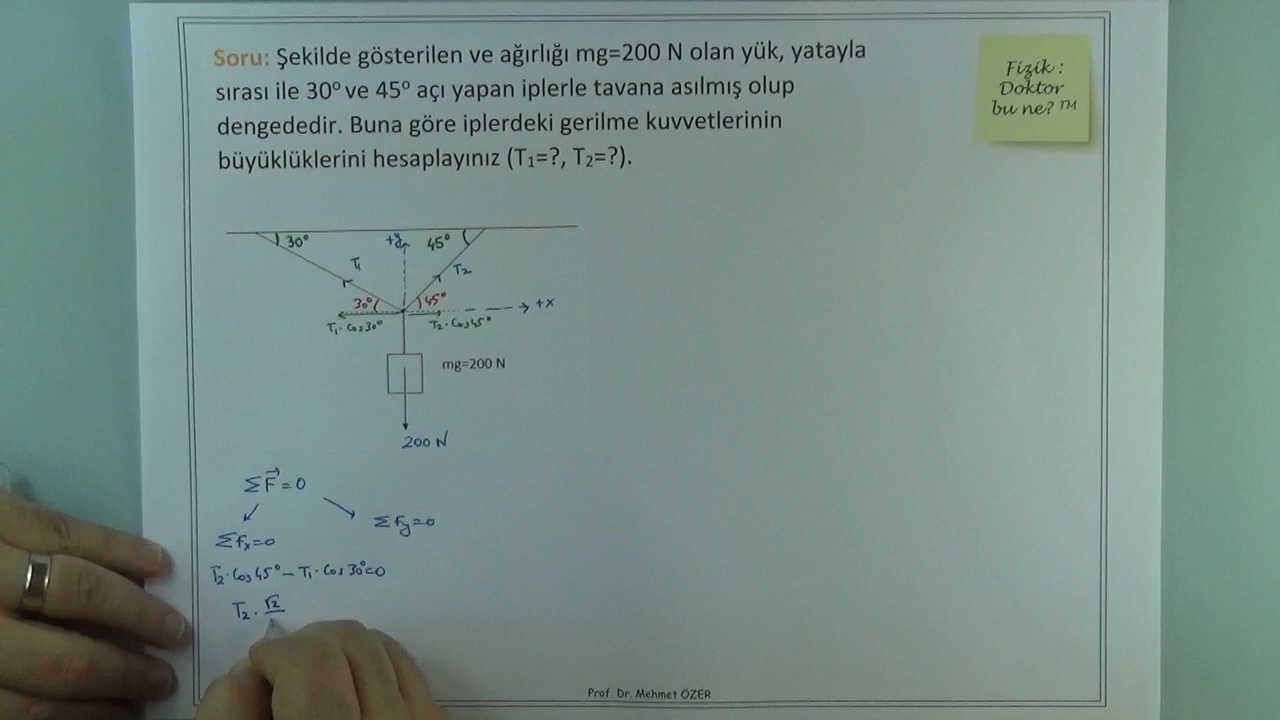 Soru: Şekilde gösterilen ve ağırlığı mg=200 N olan yük, yatayla
sırası ile 30º ve 45º açı yapan iplerle tavana asılmış olup
dengededir. Buna göre iplerdeki gerilme kuvvetlerinin
büyüklüklerini hesaplayınız (T₁=?, T₂=?).
Fizik :
Doktor
bu ne? ™
30°
+y
45°
T₁
T₂
30°
45°
+x
T₁·Cos30°
T₂·Cos45°
mg=200 N
200 N
ΣF⃗=0
ΣFy=0
ΣFx=0
T₂·Cos45°−T₁·Cos30°=0
T₂·√2
Prof. Dr. Mehmet ÖZER